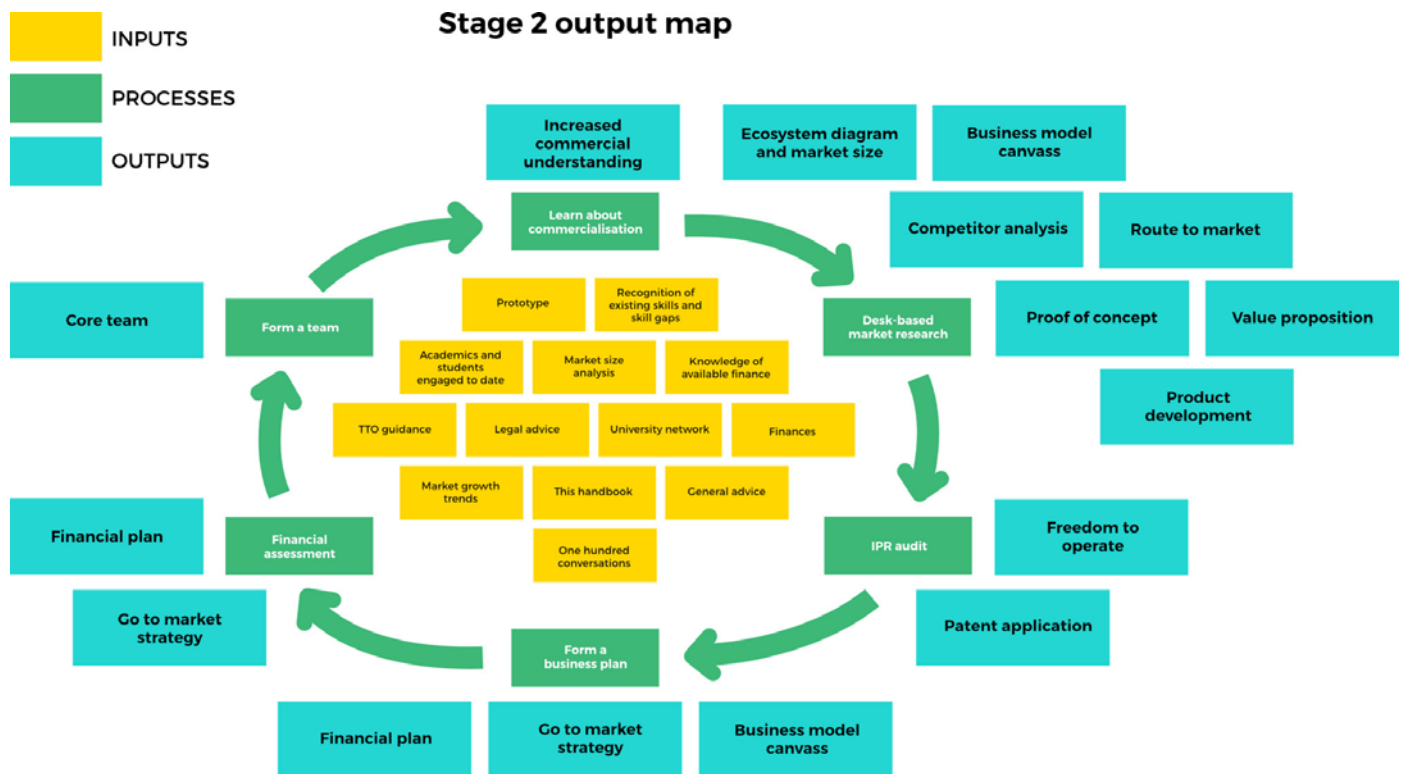 Stage 2 output map
INPUTS
PROCESSES
OUTPUTS
Increased
commercial
understanding
Ecosystem diagram
and market size
Business model
canvass
Learn about
commercialisation
Competitor analysis
Route to market
Core team
Form a team
Prototype
Recognition of
existing skills and
skill gaps
Desk-based
market research
Proof of concept
Value proposition
Academics and
students
engaged to date
Market size
analysis
Knowledge of
available finance
Product
development
TTO guidance
Legal advice
University network
Finances
Market growth
trends
This handbook
General advice
Financial plan
Financial
assessment
One hundred
conversations
IPR audit
Freedom to
operate
Go to market
strategy
Form a
business plan
Patent application
Financial plan
Go to market
strategy
Business model
canvass